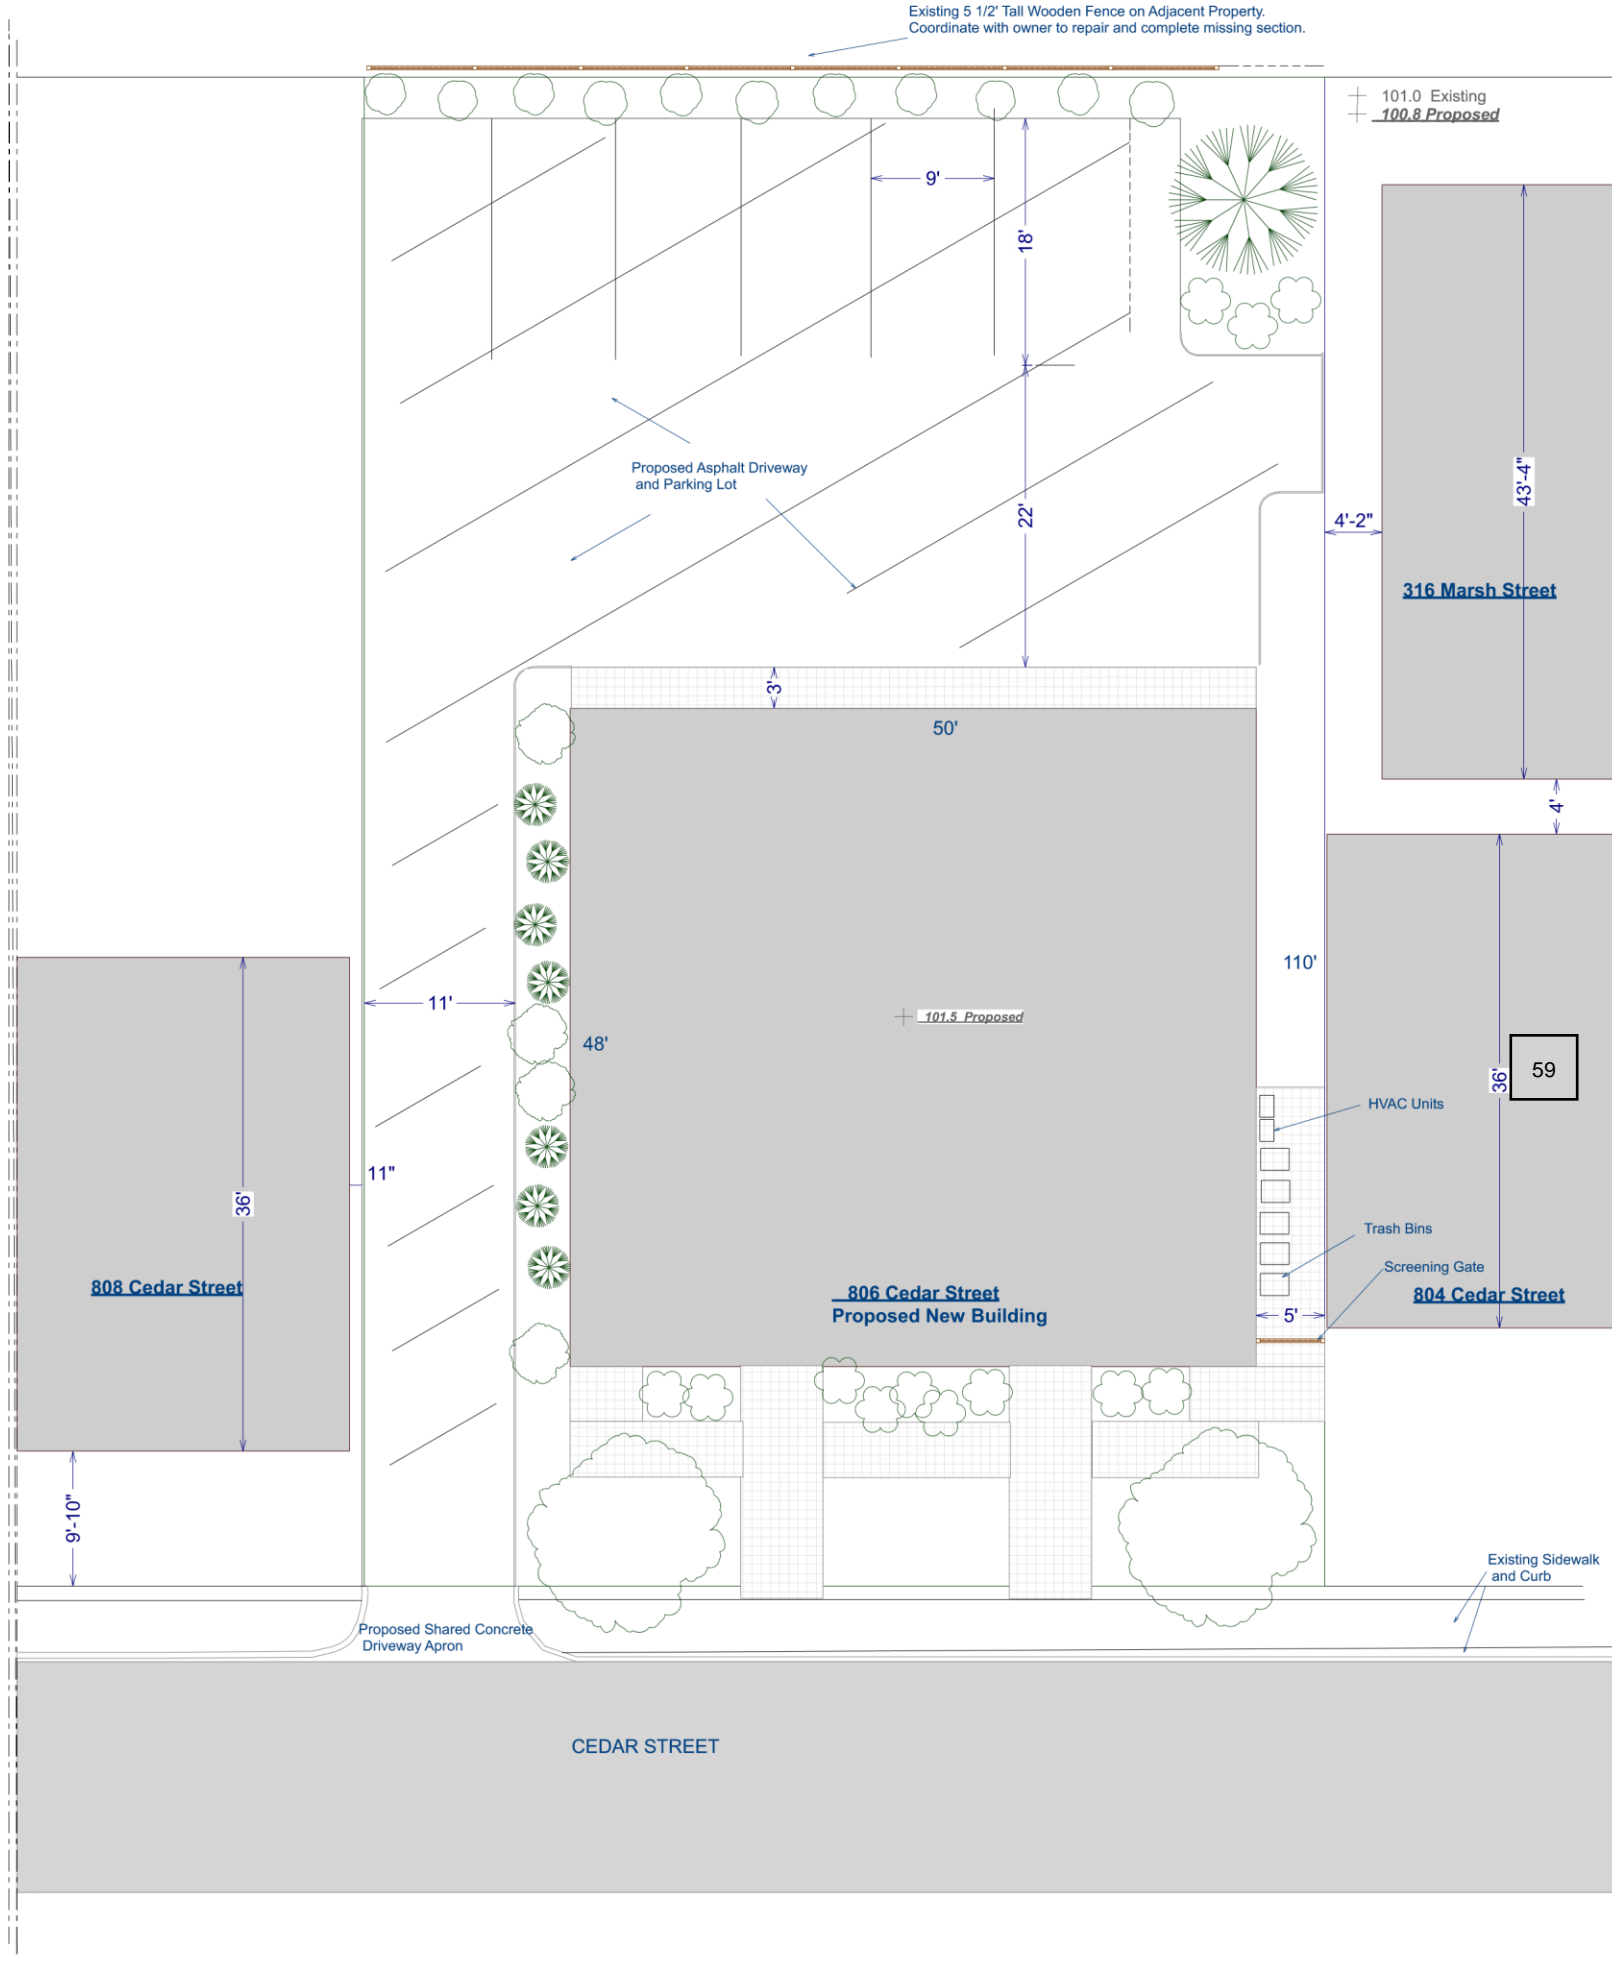 Existing 5 1/2' Tall Wooden Fence on Adjacent Property.
Coordinate with owner to repair and complete missing section.
101.0 Existing
100.8 Proposed
9'
18'
Proposed Asphalt Driveway
and Parking Lot
43'-4"
22'
4'-2"
316 Marsh Street
3'
50'
4'
110'
11'
101.5 Proposed
48'
59
36'
HVAC Units
11"
36'
Trash Bins
Screening Gate
808 Cedar Street
806 Cedar Street
Proposed New Building
804 Cedar Street
5'
9'-10"
Existing Sidewalk
and Curb
Proposed Shared Concrete
Driveway Apron
CEDAR STREET